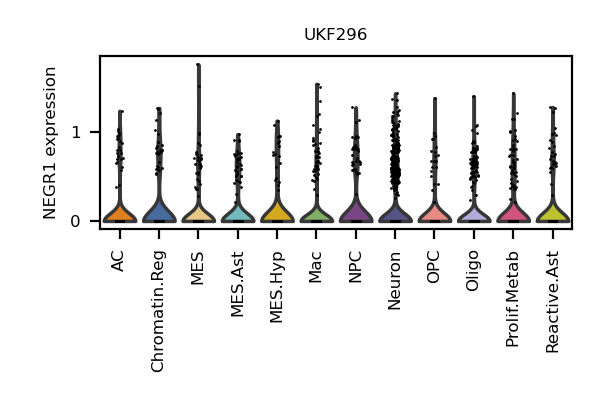 UKF296
NEGR1 expression
1
0
AC
Chromatin.Reg
MES
MES.Ast
MES.Hyp
Mac
NPC
Neuron
OPC
Oligo
Prolif.Metab
Reactive.Ast